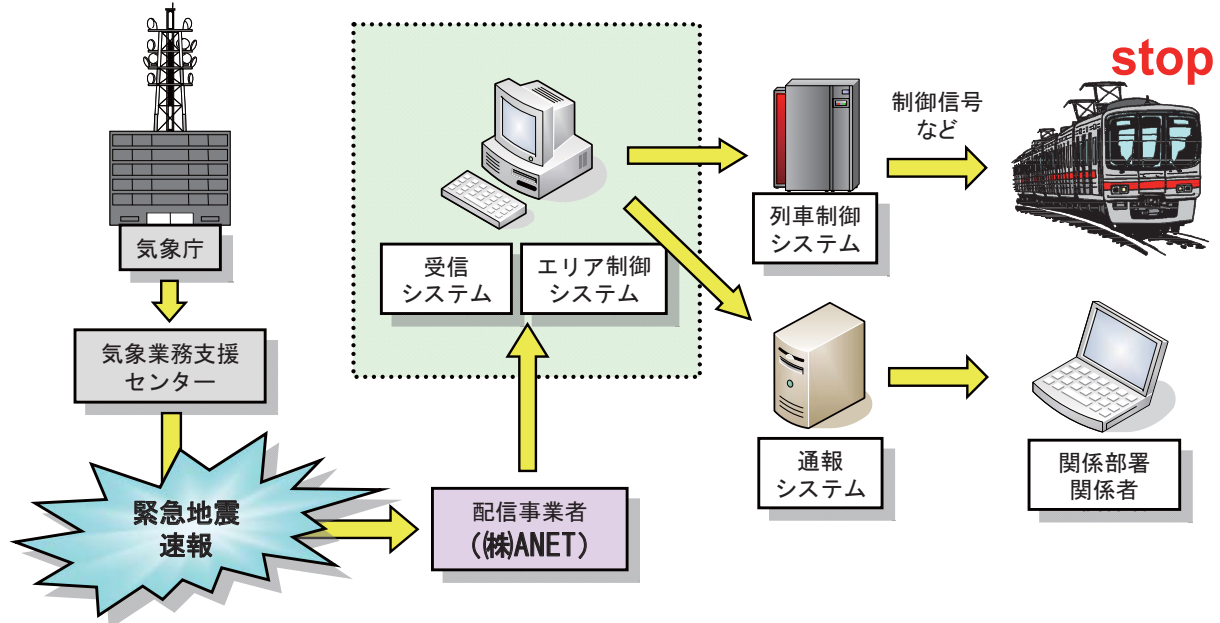 気象庁
気象業務支援
センター
緊急地震
速報
配信事業者
（㈱ANET）
受信
システム
エリア制御
システム
列車制御
システム
制御信号
など
stop
通報
システム
関係部署
関係者